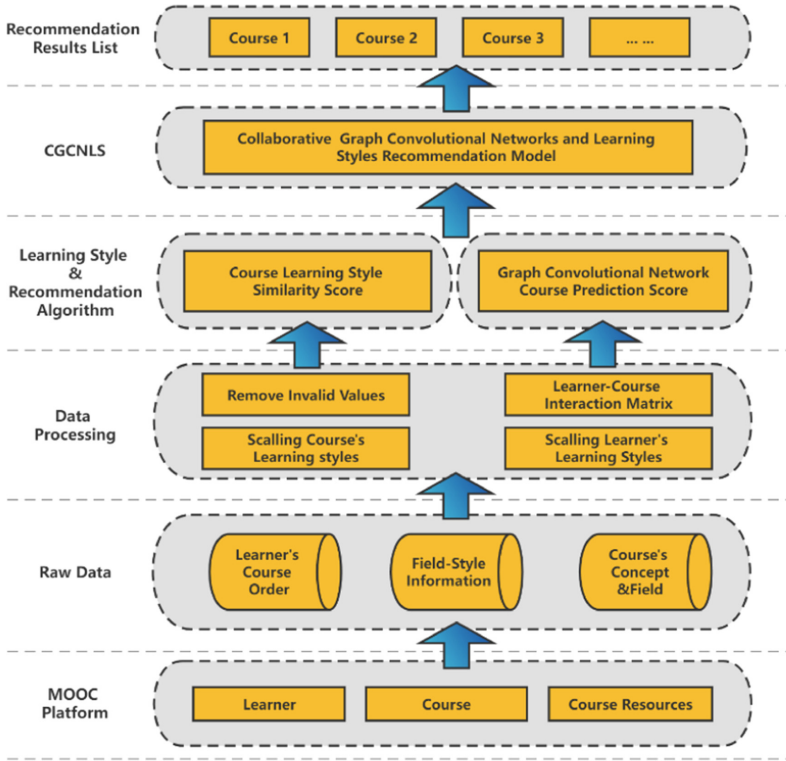 Recommendation
Results List
Course 1
Course 2
Course 3
... ...
CGCNLS
Collaborative Graph Convolutional Networks and Learning
Styles Recommendation Model
Learning Style
&
Recommendation
Algorithm
Course Learning Style
Similarity Score
Graph Convolutional Network
Course Prediction Score
Data
Processing
Remove Invalid Values
Learner-Course
Interaction Matrix
Scalling Course's
Learning styles
Scalling Learner's
Learning Styles
Raw Data
Learner's
Course
Order
Field-Style
Information
Course's
Concept
&Field
MOOC
Platform
Learner
Course
Course Resources